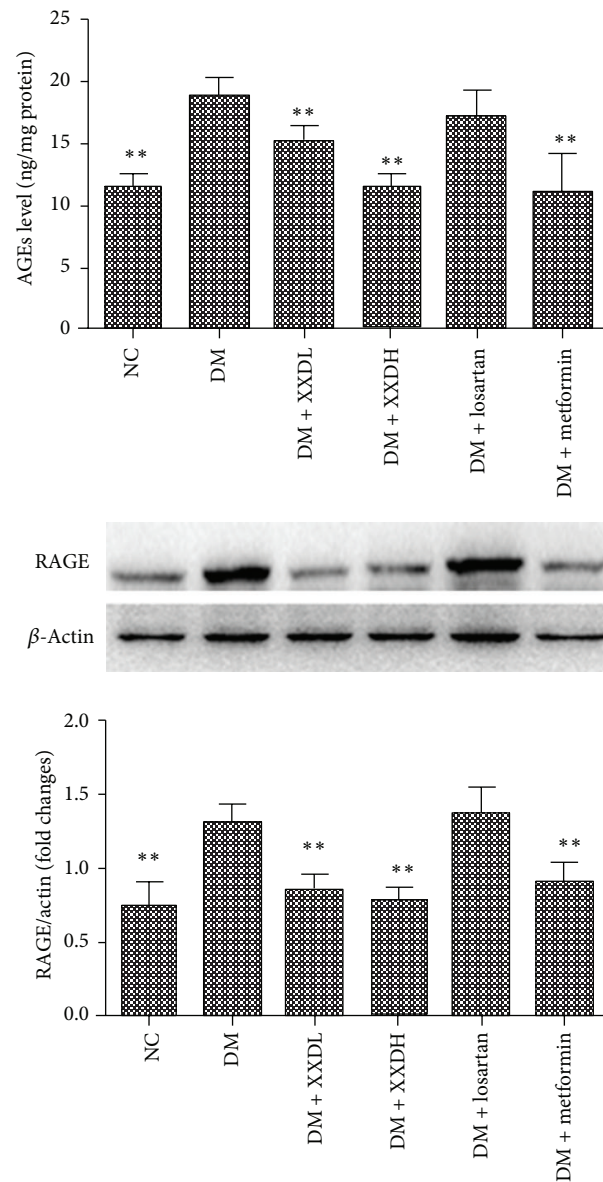 25
20
15
10
5
0
AGEs level (ng/mg protein)
**
**
**
**
NC
DM
DM + XXDL
DM + XXDH
DM + losartan
DM + metformin
RAGE
β-Actin
2.0
1.5
1.0
0.5
0.0
RAGE/actin (fold changes)
**
**
**
**
NC
DM
DM + XXDL
DM + XXDH
DM + losartan
DM + metformin